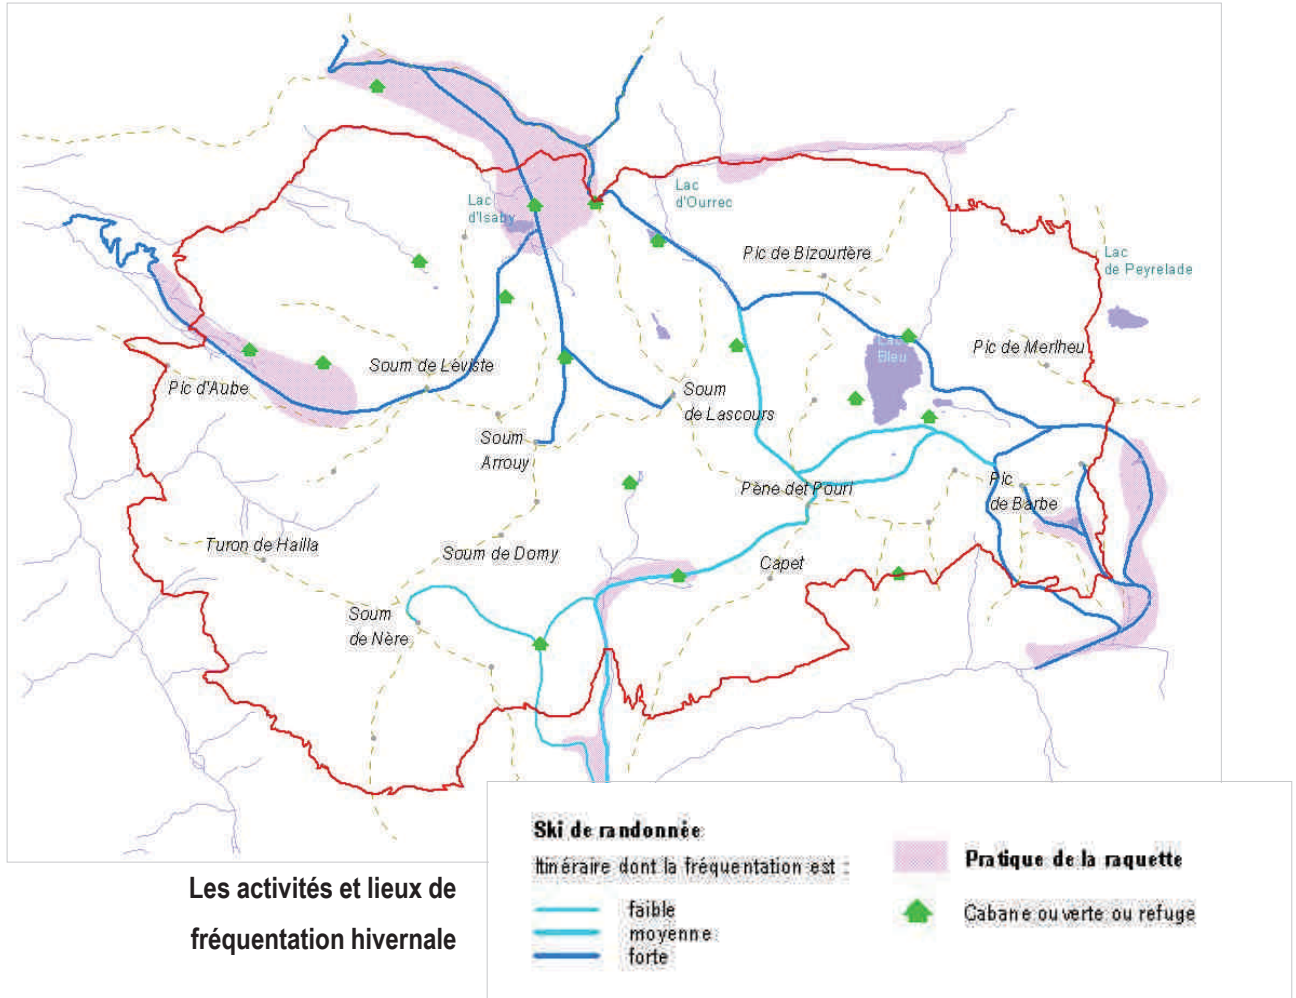 Lac
d'Isaby
Lac
d'Ourrec
Pic de Bizourtère
Lac
de Peyrelade
Lac
Bleu
Pic de Merlheu
Soum de Léviste
Pic d'Aube
Soum
de Lascours
Soum
Arrouy
Pène det Pouri
Pic
de Barbe
Turon de Hailla
Soum de Domy
Capet
Soum
de Nère
Les activités et lieux de
fréquentation hivernale
Ski de randonnée
Itinéraire dont la fréquentation est :
faible
moyenne
forte
Pratique de la raquette
Cabane ouverte ou refuge